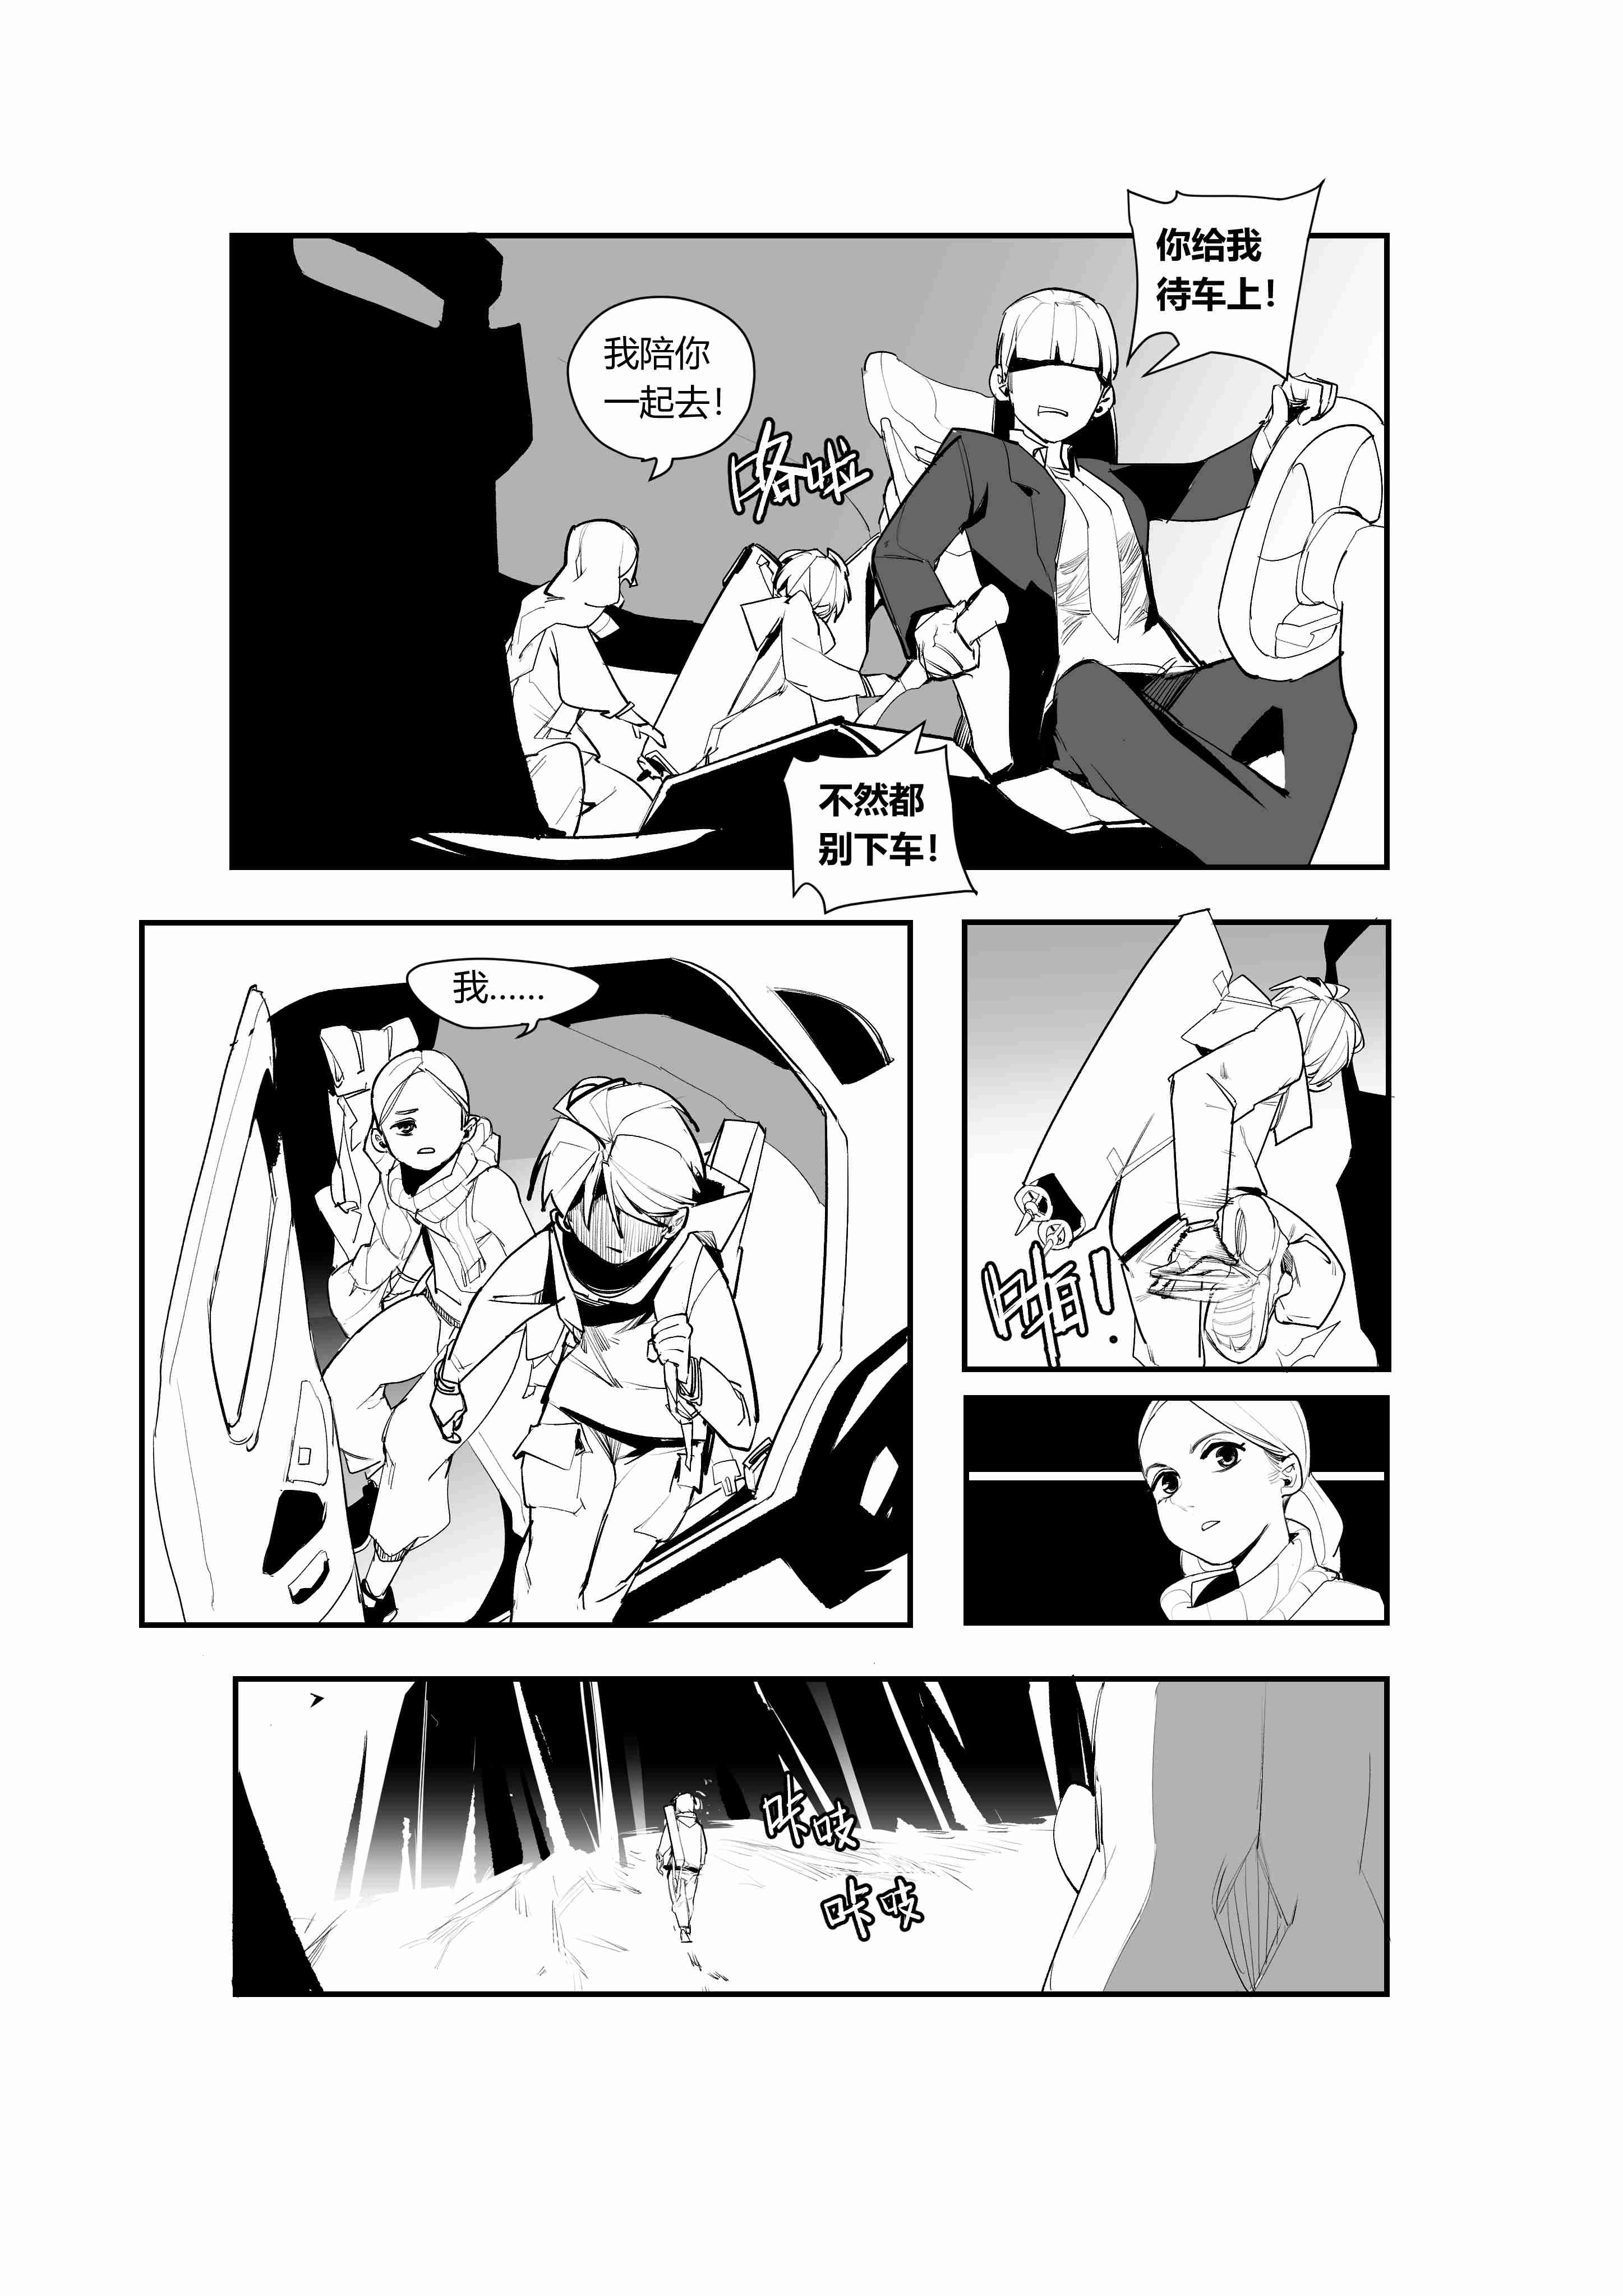 你给我
待车上！
我陪你
一起去！
咯啦
不然都
别下车！
我……
啪！
咔吱
咔吱